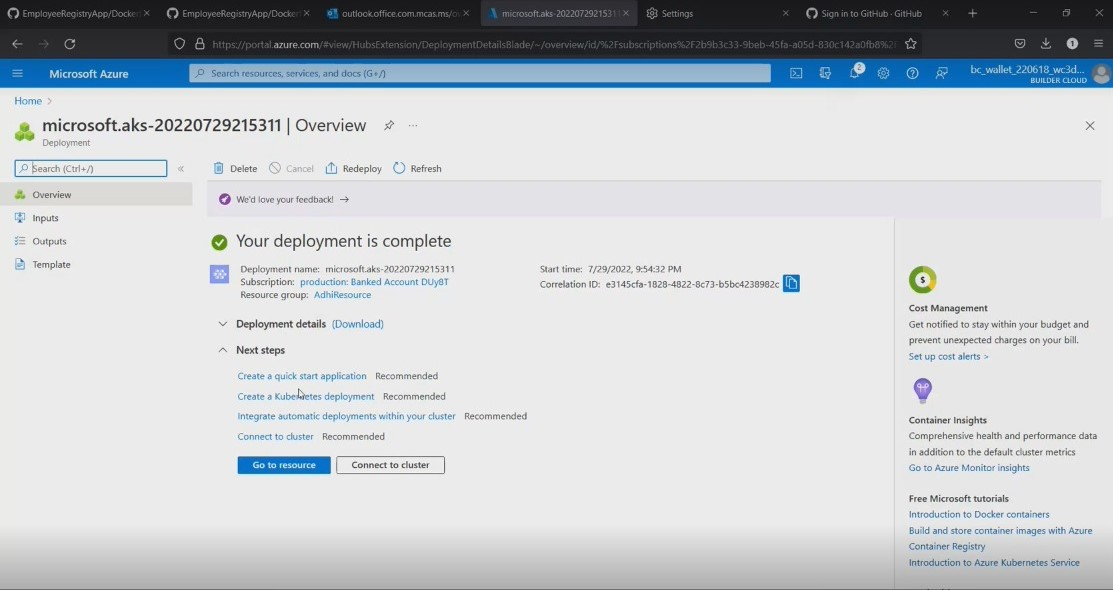 EmployeeRegistryApp/Docker
EmployeeRegistryApp/Docker
outlook.office.com.mcas.ms/o
microsoft.aks-20220729215311
Settings
Sign in to GitHub · GitHub
https://portal.azure.com/#view/HubsExtension/DeploymentDetailsBlade/~/overview/id/%2Fsubscriptions%2F2b9b3c33-9beb-45fa-a05d-830c142a0fb8%2
1
Microsoft Azure
Search resources, services, and docs (G+/)
2
bc_wallet_220618_wc3d...
BUILDER CLOUD
Home >
microsoft.aks-20220729215311 | Overview
Deployment
Search (Ctrl+/)
«
Delete
Cancel
Redeploy
Refresh
Overview
Inputs
Outputs
Template
We'd love your feedback! →
Your deployment is complete
Deployment name: microsoft.aks-20220729215311
Subscription: production: Banked Account DUy8T
Resource group: AdhiResource
Start time: 7/29/2022, 9:54:32 PM
Correlation ID: e3145cfa-1828-4822-8c73-b5bc4238982c
Deployment details (Download)
Next steps
Create a quick start application Recommended
Create a Kubernetes deployment Recommended
Integrate automatic deployments within your cluster Recommended
Connect to cluster Recommended
Go to resource
Connect to cluster
Cost Management
Get notified to stay within your budget and
prevent unexpected charges on your bill.
Set up cost alerts >
Container Insights
Comprehensive health and performance data
in addition to the default cluster metrics
Go to Azure Monitor insights
Free Microsoft tutorials
Introduction to Docker containers
Build and store container images with Azure
Container Registry
Introduction to Azure Kubernetes Service